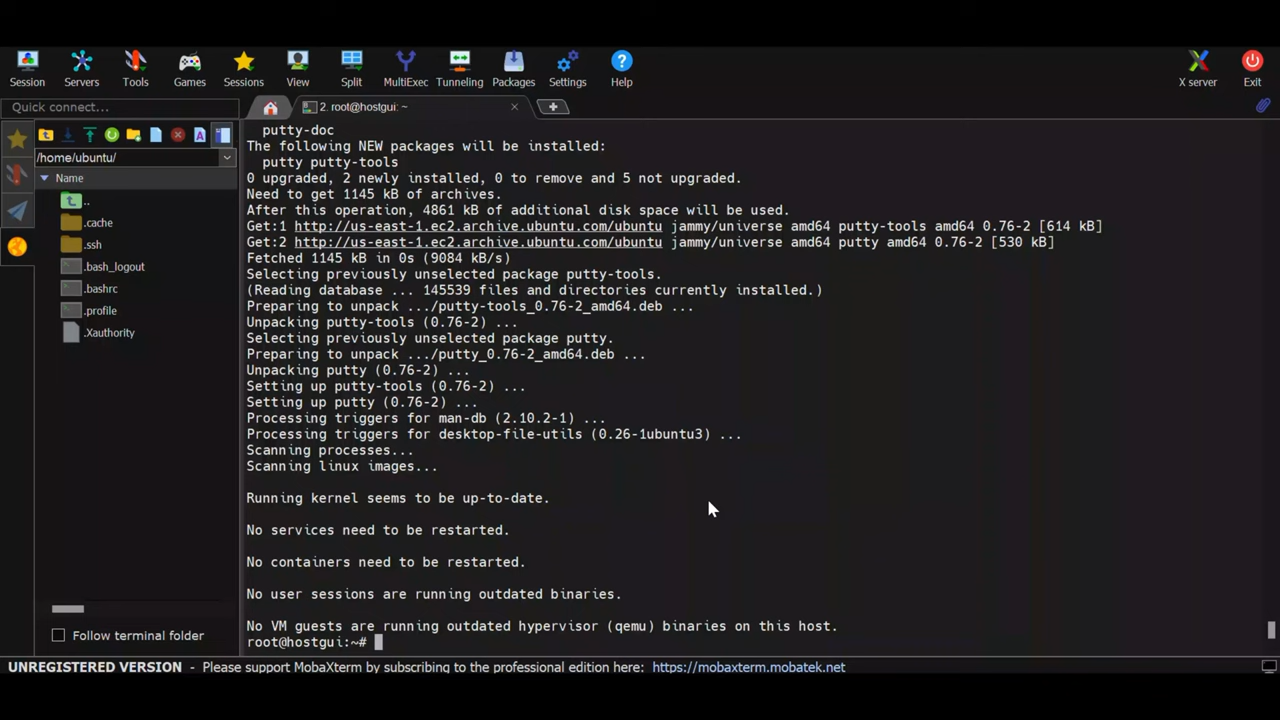 Session
Servers
Tools
Games
Sessions
View
Split
MultiExec
Tunneling
Packages
Settings
Help
X server
Exit
Quick connect...
2. root@hostgui: ~
/home/ubuntu/
Name
..
.cache
.ssh
.bash_logout
.bashrc
.profile
.Xauthority
Follow terminal folder
putty-doc
The following NEW packages will be installed:
putty putty-tools
0 upgraded, 2 newly installed, 0 to remove and 5 not upgraded.
Need to get 1145 kB of archives.
After this operation, 4861 kB of additional disk space will be used.
Get:1 http://us-east-1.ec2.archive.ubuntu.com/ubuntu jammy/universe amd64 putty-tools amd64 0.76-2 [614 kB]
Get:2 http://us-east-1.ec2.archive.ubuntu.com/ubuntu jammy/universe amd64 putty amd64 0.76-2 [530 kB]
Fetched 1145 kB in 0s (9084 kB/s)
Selecting previously unselected package putty-tools.
(Reading database ... 145539 files and directories currently installed.)
Preparing to unpack .../putty-tools_0.76-2_amd64.deb ...
Unpacking putty-tools (0.76-2) ...
Selecting previously unselected package putty.
Preparing to unpack .../putty_0.76-2_amd64.deb ...
Unpacking putty (0.76-2) ...
Setting up putty-tools (0.76-2) ...
Setting up putty (0.76-2) ...
Processing triggers for man-db (2.10.2-1) ...
Processing triggers for desktop-file-utils (0.26-1ubuntu3) ...
Scanning processes...
Scanning linux images...
Running kernel seems to be up-to-date.
No services need to be restarted.
No containers need to be restarted.
No user sessions are running outdated binaries.
No VM guests are running outdated hypervisor (qemu) binaries on this host.
root@hostgui:~#
UNREGISTERED VERSION - Please support MobaXterm by subscribing to the professional edition here: https://mobaxterm.mobatek.net